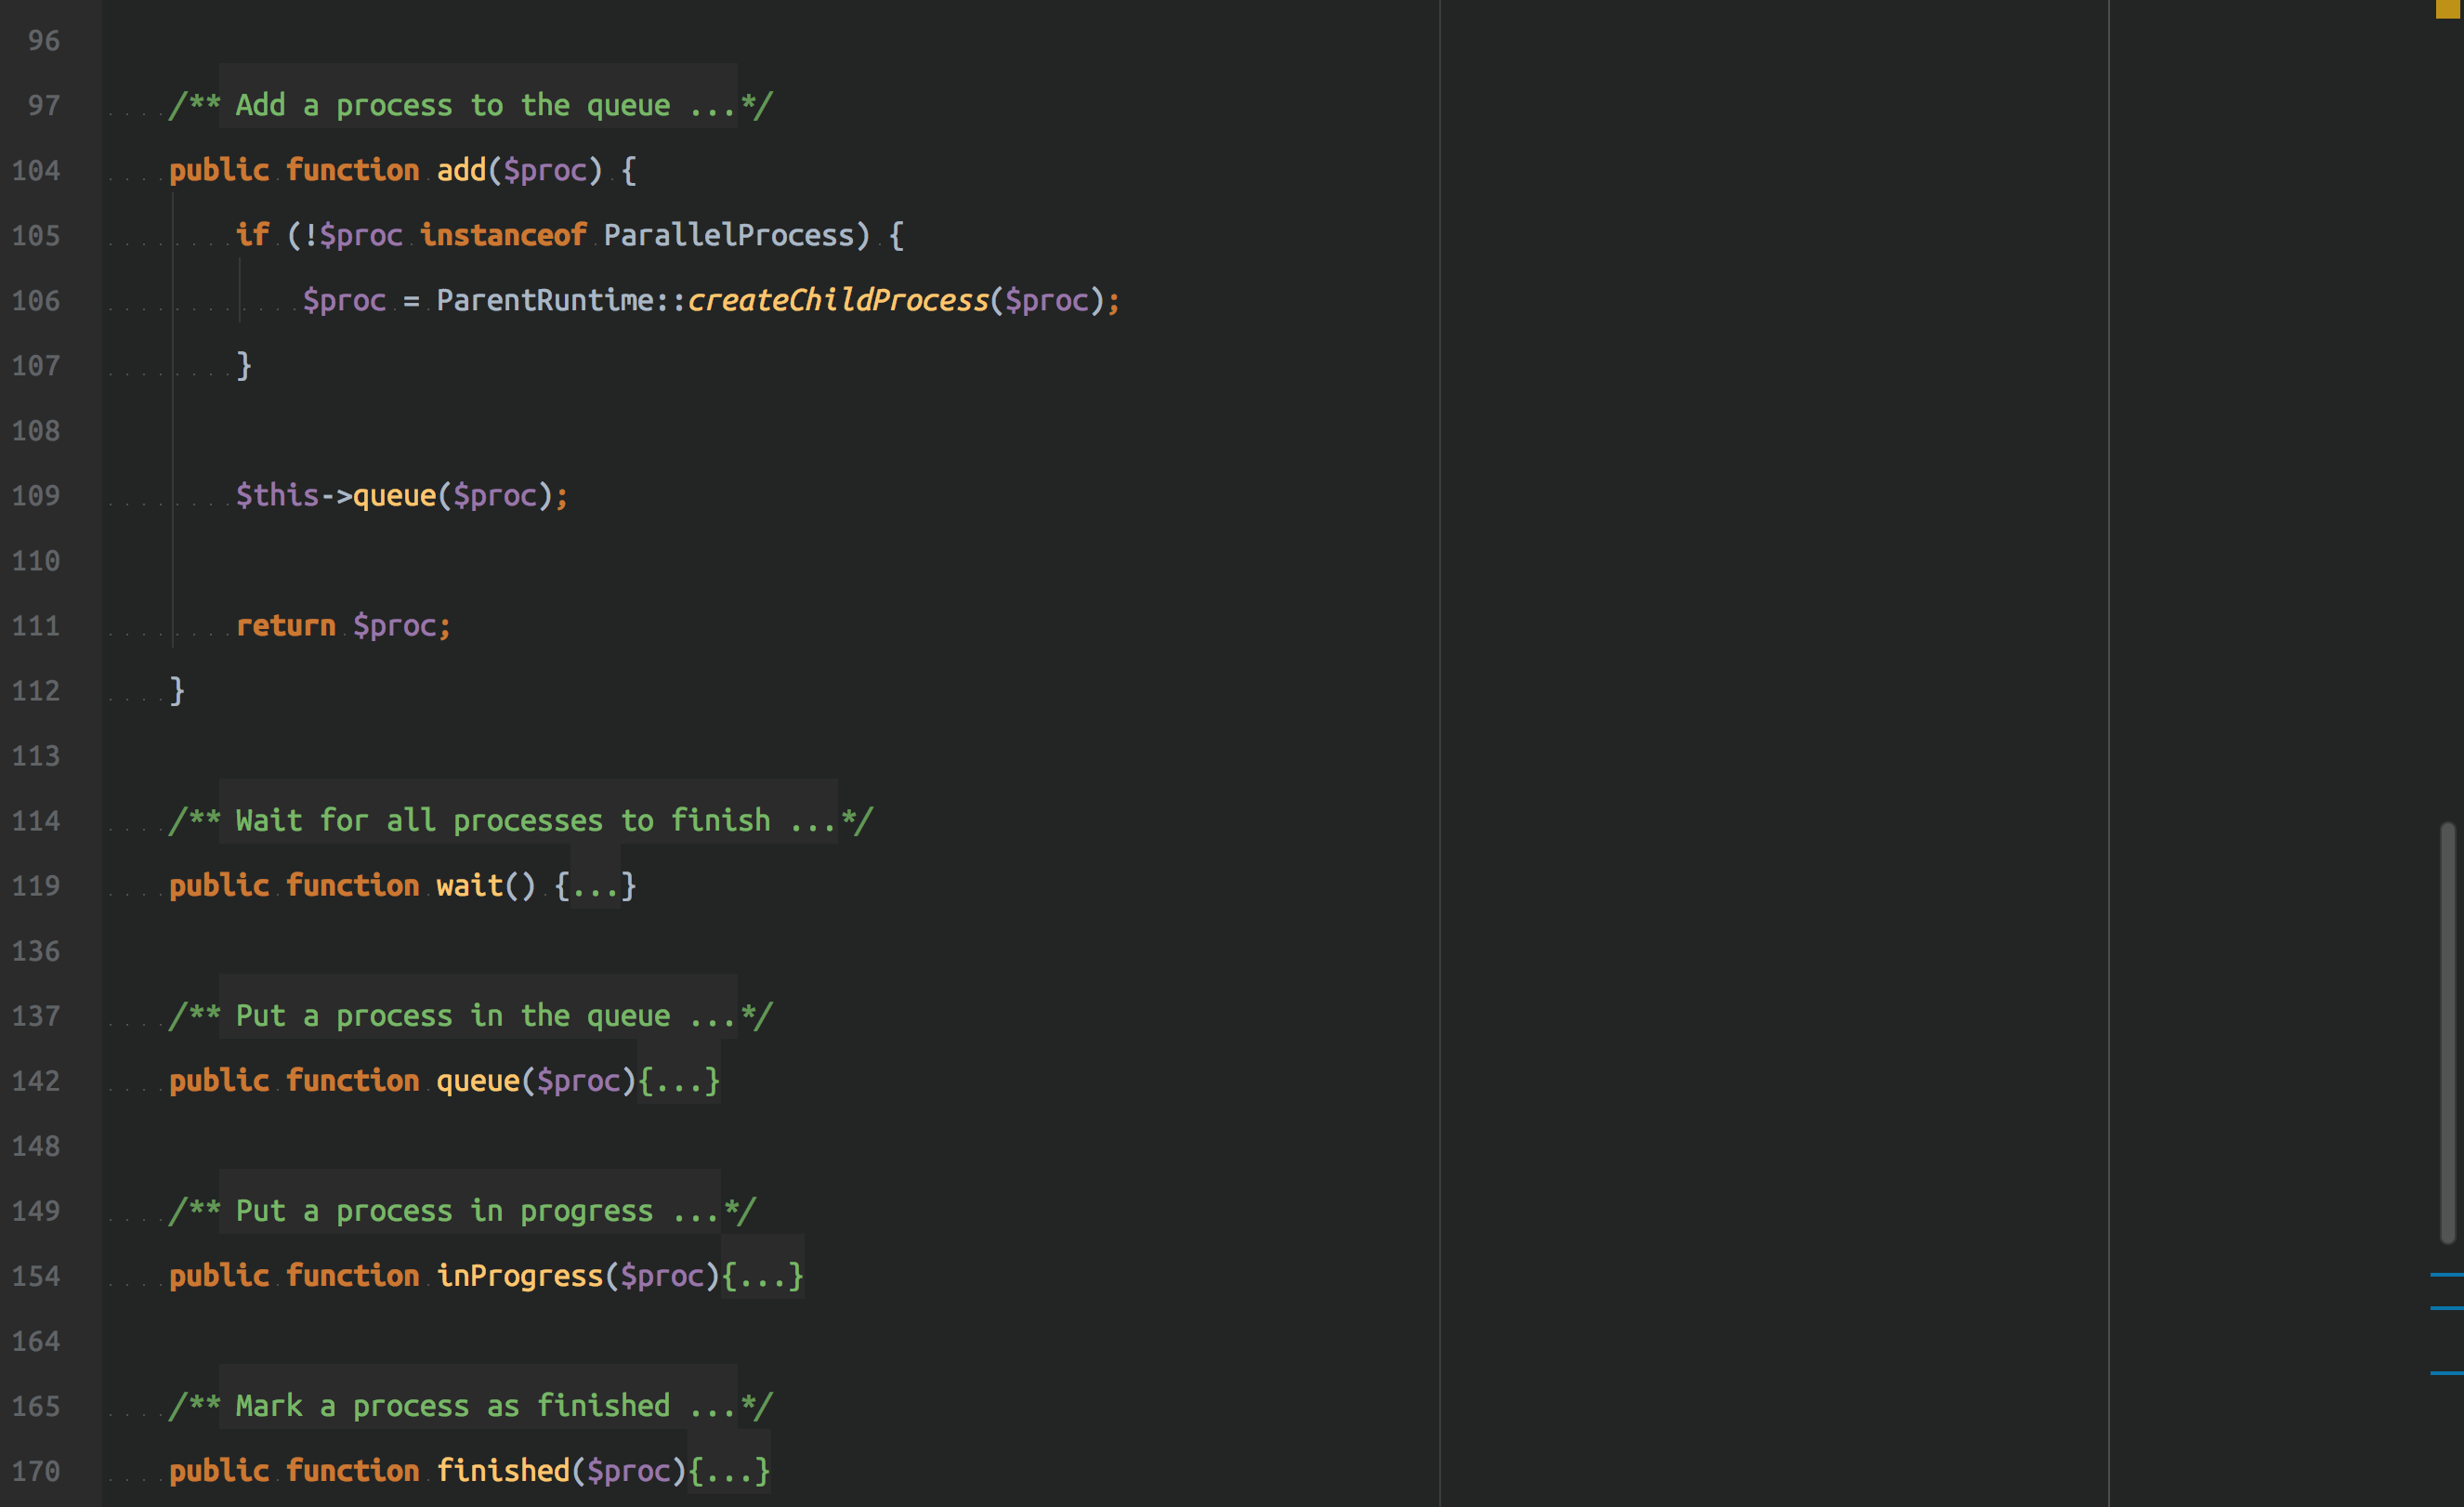 96
97 /** Add a process to the queue ...*/
104 public function add($proc) {
105 if (!$proc instanceof ParallelProcess) {
106 $proc = ParentRuntime::createChildProcess($proc);
107 }
108
109 $this->queue($proc);
110
111 return $proc;
112 }
113
114 /** Wait for all processes to finish ...*/
119 public function wait() {...}
136
137 /** Put a process in the queue ...*/
142 public function queue($proc){...}
148
149 /** Put a process in progress ...*/
154 public function inProgress($proc){...}
164
165 /** Mark a process as finished ...*/
170 public function finished($proc){...}